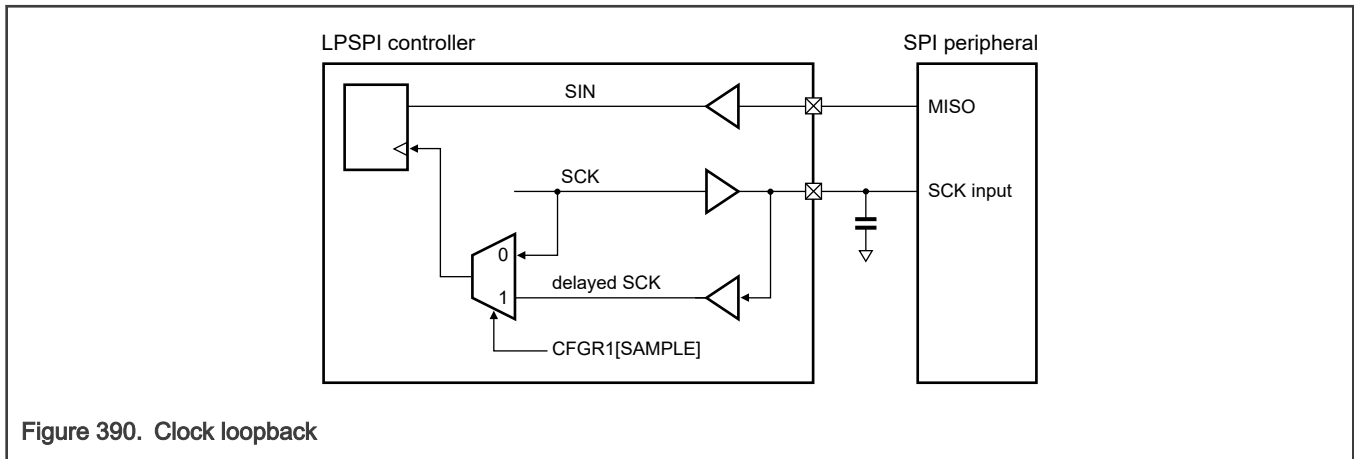 LPSPI controller
SPI peripheral
SIN
MISO
SCK
SCK input
0
delayed SCK
1
CFGR1[SAMPLE]
Figure 390. Clock loopback